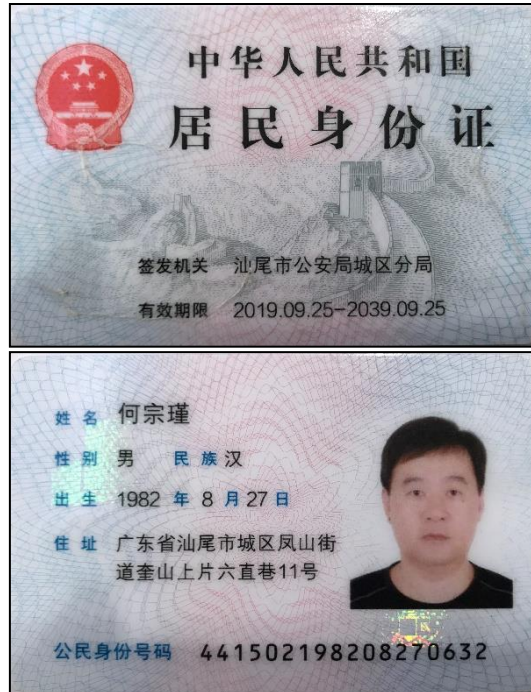 中华人民共和国
居民身份证
签发机关 汕尾市公安局城区分局
有效期限 2019.09.25-2039.09.25
姓名 何宗瑾
性别 男 民族 汉
出生 1982 年 8 月 27 日
住址 广东省汕尾市城区凤山街
道奎山上片六直巷11号
公民身份号码 441502198208270632